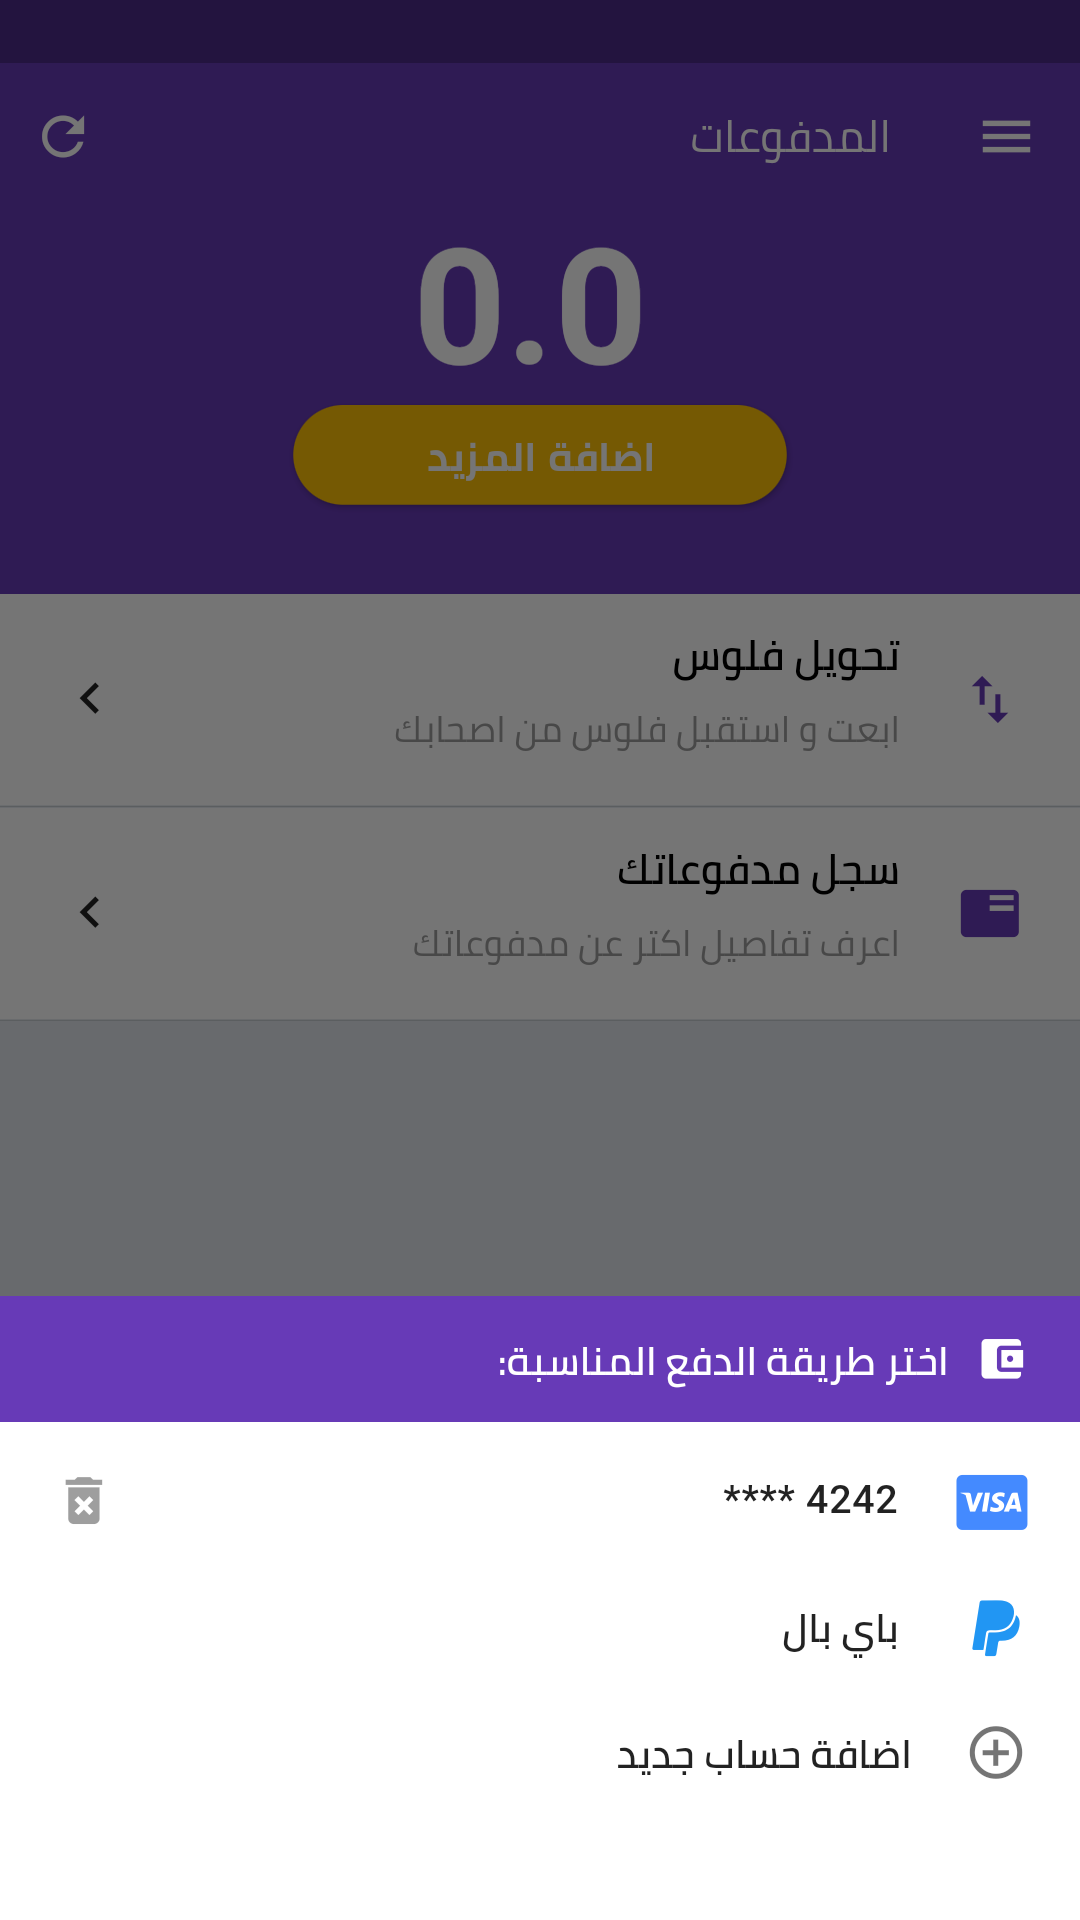 المدفوعات
0.0
اضافة المزيد
تحويل فلوس
ابعت و استقبل فلوس من اصحابك
سجل مدفوعاتك
اعرف تفاصيل اكتر عن مدفوعاتك
اختر طريقة الدفع المناسبة:
VISA
**** 4242
باي بال
اضافة حساب جديد